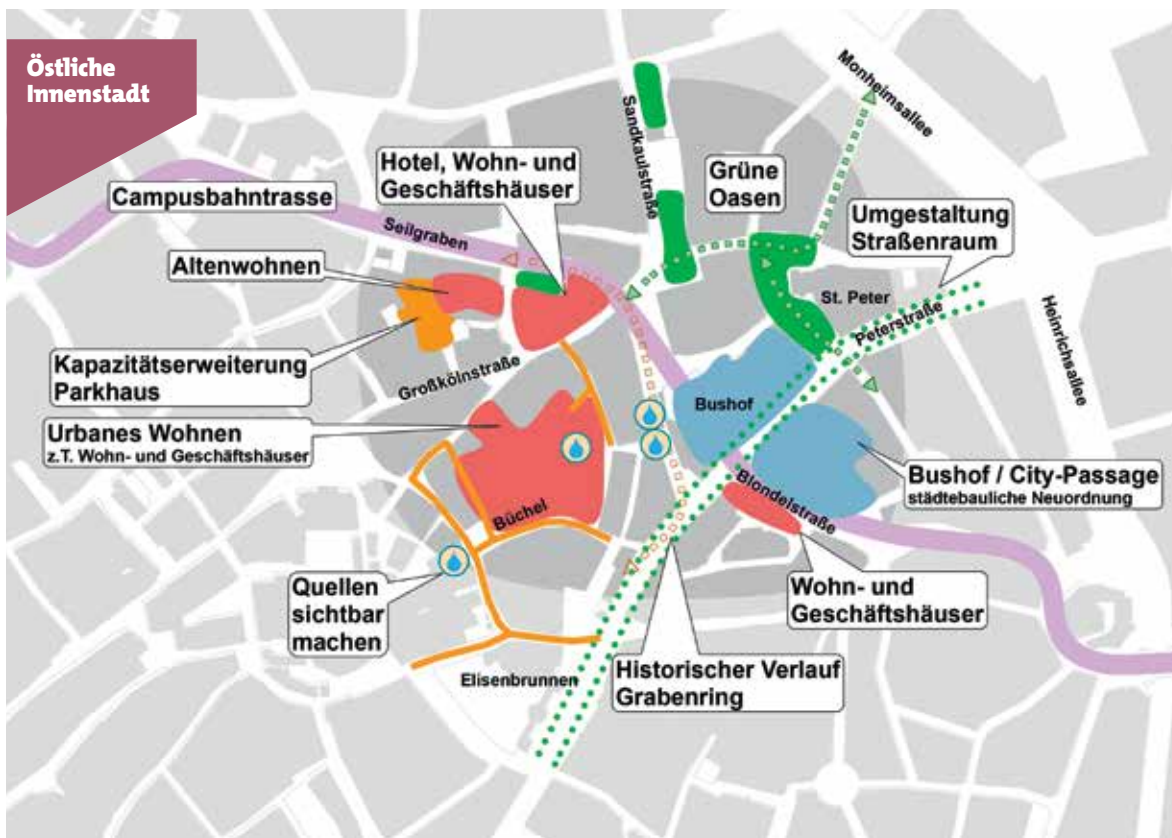 Östliche
Innenstadt
Monheimsallee
Sandkaulstraße
Hotel, Wohn- und
Geschäftshäuser
Grüne
Oasen
Campusbahntrasse
Umgestaltung
Straßenraum
Seilgraben
Altenwohnen
St. Peter
Peterstraße
Heinrichsallee
Kapazitätserweiterung
Parkhaus
Großkölnstraße
Bushof
Urbanes Wohnen
z.T. Wohn- und Geschäftshäuser
Bushof / City-Passage
städtebauliche Neuordnung
Blondelstraße
Büchel
Quellen
sichtbar
machen
Wohn- und
Geschäftshäuser
Historischer Verlauf
Grabenring
Elisenbrunnen